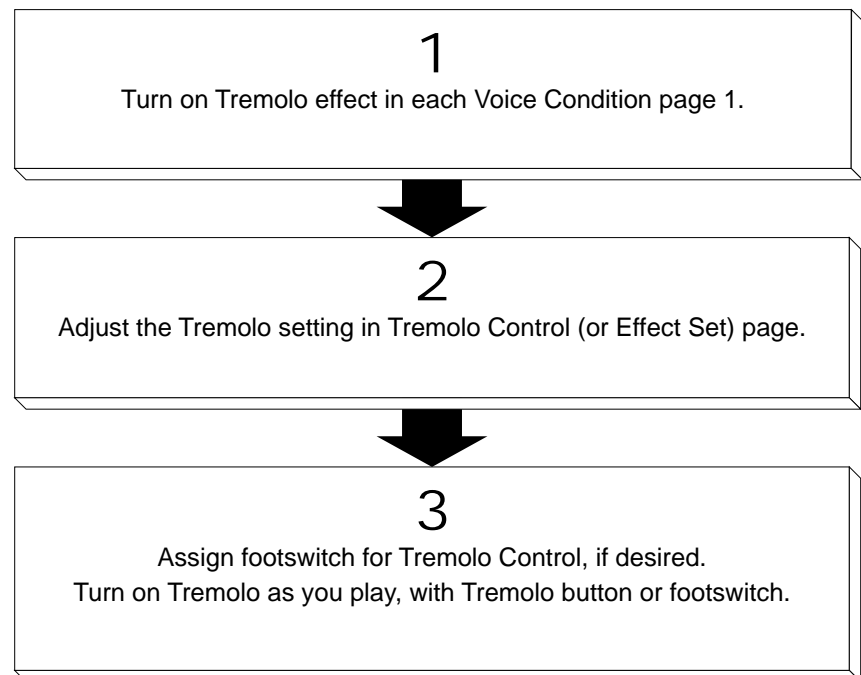 1
Turn on Tremolo effect in each Voice Condition page 1.
2
Adjust the Tremolo setting in Tremolo Control (or Effect Set) page.
3
Assign footswitch for Tremolo Control, if desired.
Turn on Tremolo as you play, with Tremolo button or footswitch.